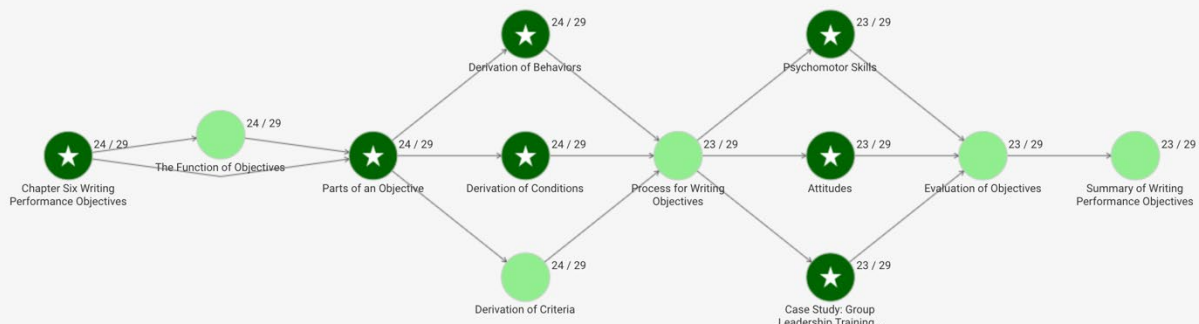 24 / 29
Chapter Six Writing
Performance Objectives
24 / 29
The Function of Objectives
24 / 29
Parts of an Objective
24 / 29
Derivation of Behaviors
24 / 29
Derivation of Conditions
24 / 29
Derivation of Criteria
23 / 29
Process for Writing
Objectives
23 / 29
Psychomotor Skills
23 / 29
Attitudes
23 / 29
Case Study: Group
Leadership Training
23 / 29
Evaluation of Objectives
23 / 29
Summary of Writing
Performance Objectives